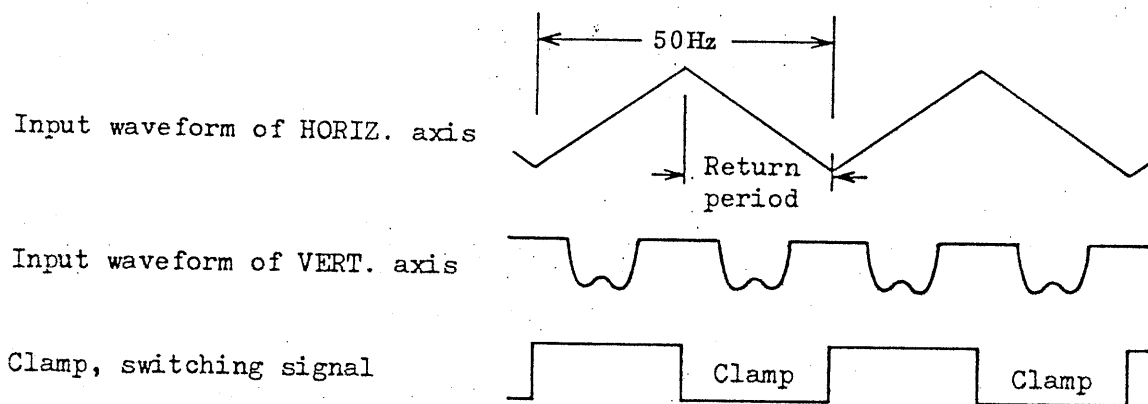 50Hz
Input waveform of HORIZ. axis
Return
period
Input waveform of VERT. axis
Clamp, switching signal
Clamp
Clamp